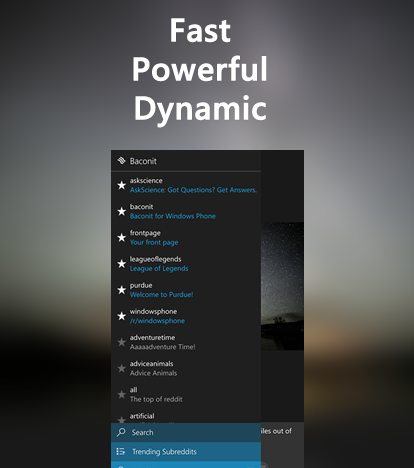 Fast
Powerful
Dynamic
Baconit
askscience
AskScience: Got Questions? Get Answers.
baconit
Baconit for Windows Phone
frontpage
Your front page
leagueoflegends
League of Legends
purdue
Welcome to Purdue!
windowsphone
/r/windowsphone
adventuretime
Aaaaadventure Time!
adviceanimals
Advice Animals
all
The top of reddit
artificial
Search
iles out of
Trending Subreddits